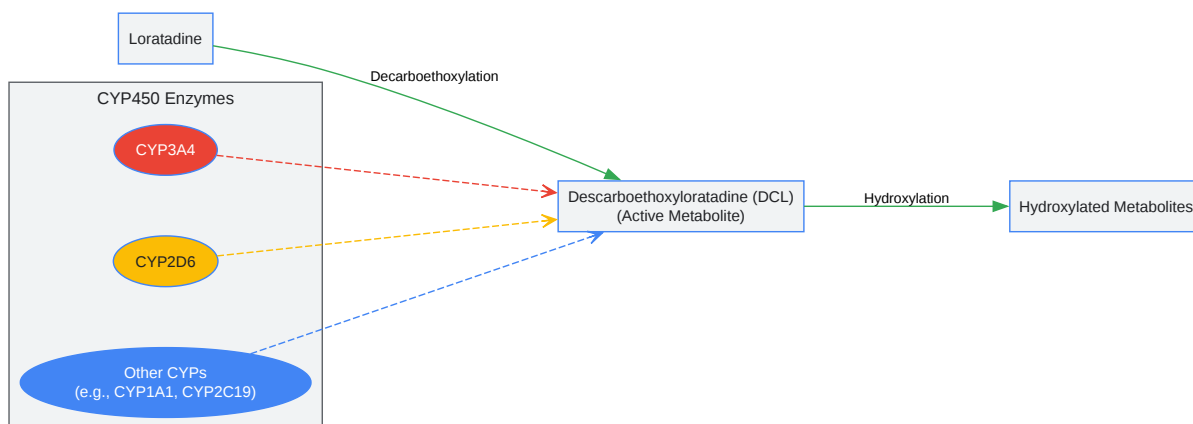 Loratadine
Decarboethoxylation
CYP450 Enzymes
CYP3A4
Descarboethoxyloratadine (DCL)
(Active Metabolite)
Hydroxylation
Hydroxylated Metabolites
CYP2D6
Other CYPs
(e.g., CYP1A1, CYP2C19)